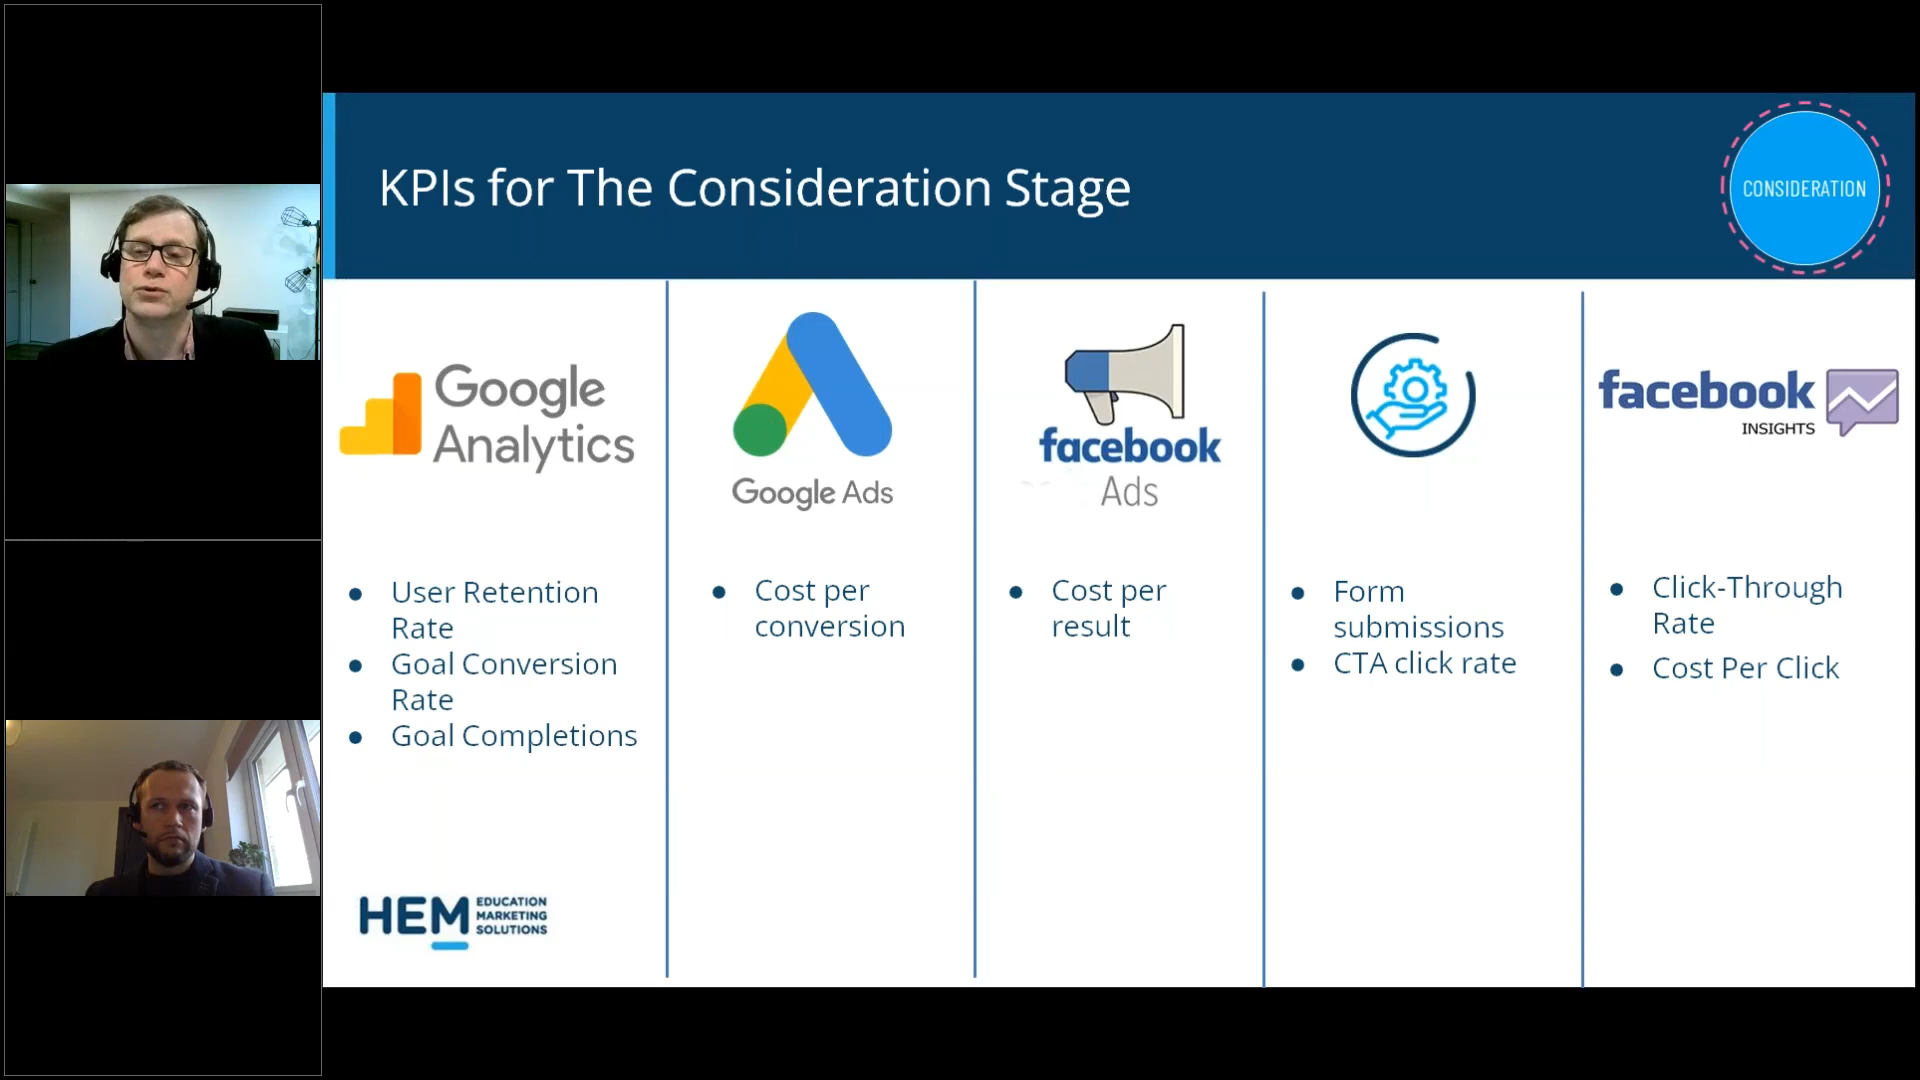 KPIs for The Consideration Stage
CONSIDERATION
Google
Analytics
Google Ads
facebook
Ads
facebook
INSIGHTS
● User Retention
Rate
● Goal Conversion
Rate
● Goal Completions
● Cost per
conversion
● Cost per
result
● Form
submissions
● CTA click rate
● Click-Through
Rate
● Cost Per Click
HEM
EDUCATION
MARKETING
SOLUTIONS